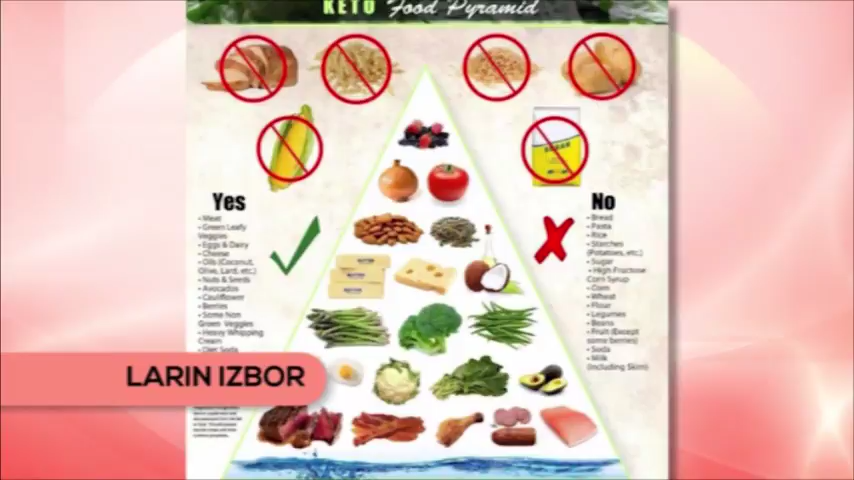 KETO Food Pyramid
SUGAR
Yes
• Meat
• Green Leafy
Veggies
• Eggs & Dairy
• Cheese
• Oils (Coconut,
Olive, Lard, etc.)
• Nuts & Seeds
• Avocados
• Cauliflower
• Berries
• Some Non
Green Veggies
• Heavy Whipping
Cream
• Diet Soda
No
• Bread
• Pasta
• Rice
• Starches
(Potatoes, etc.)
• Sugar
• High Fructose
Corn Syrup
• Corn
• Wheat
• Flour
• Legumes
• Beans
• Fruit (Except
some berries)
• Soda
• Milk
(Including Skim)
LARIN IZBOR